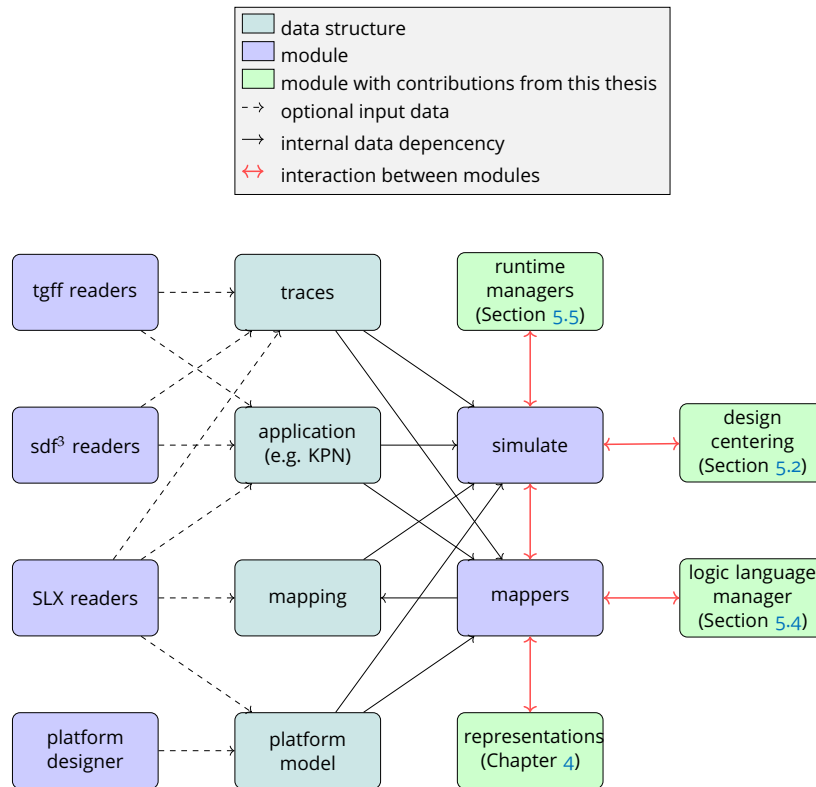 data structure
module
module with contributions from this thesis
optional input data
internal data depencency
interaction between modules
tgff readers
traces
runtime
managers
(Section 5.5)
sdf³ readers
application
(e.g. KPN)
simulate
design
centering
(Section 5.2)
SLX readers
mapping
mappers
logic language
manager
(Section 5.4)
platform
designer
platform
model
representations
(Chapter 4)